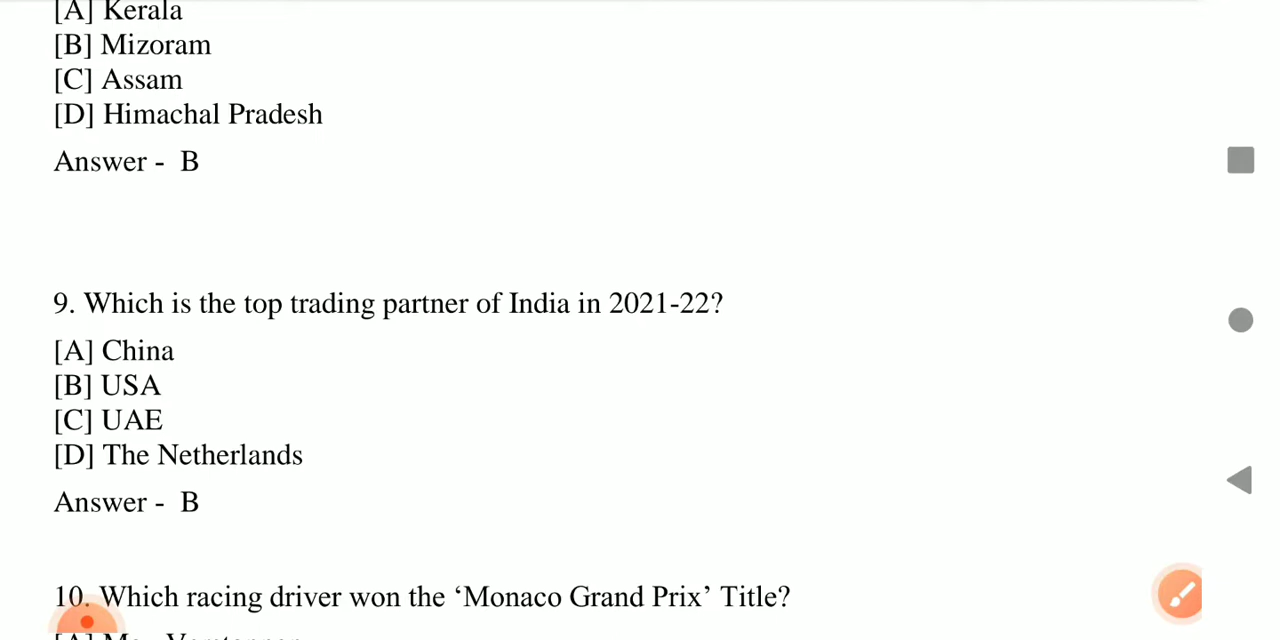 [A] Kerala
[B] Mizoram
[C] Assam
[D] Himachal Pradesh
Answer - B
9. Which is the top trading partner of India in 2021-22?
[A] China
[B] USA
[C] UAE
[D] The Netherlands
Answer - B
10. Which racing driver won the ‘Monaco Grand Prix’ Title?